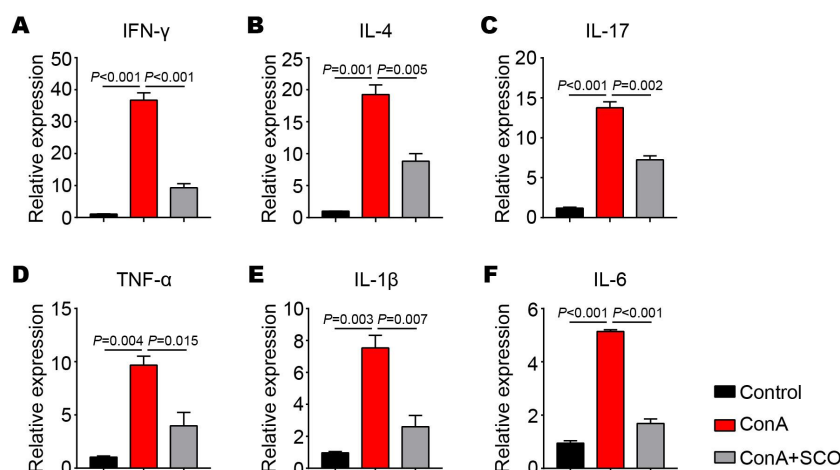 A IFN-γ
Relative expression
50
40
30
20
10
0
P<0.001 P<0.001
B IL-4
Relative expression
25
20
15
10
5
0
P=0.001 P=0.005
C IL-17
Relative expression
20
15
10
5
0
P<0.001 P=0.002
D TNF-α
Relative expression
15
10
5
0
P=0.004 P=0.015
E IL-1β
Relative expression
10
8
6
4
2
0
P=0.003 P=0.007
F IL-6
Relative expression
6
4
2
0
P<0.001 P<0.001
Control
ConA